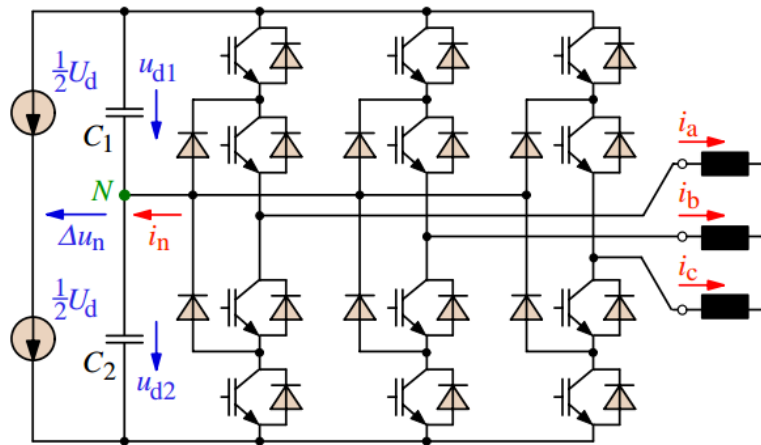 ½U_d
u_d1
C_1
N
Δu_n
i_n
i_a
i_b
i_c
½U_d
C_2
u_d2